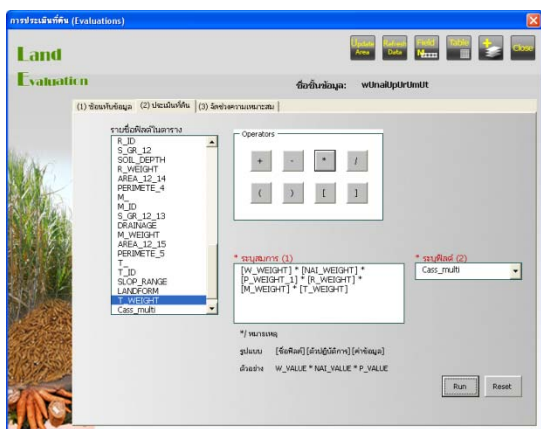 การประเมินที่ดิน (Evaluations)
Land
Evaluation
Update Area
Refresh Data
Field N
Table
Close
ชื่อชั้นข้อมูล: wUnaiUpUrUmUt
(1) ซ้อนทับข้อมูล (2) ประเมินที่ดิน (3) จัดช่วงความเหมาะสม
รายชื่อฟิลด์ในตาราง
R_ID
S_GR_12
SOIL_DEPTH
R_WEIGHT
AREA_12_14
PERIMETE_4
M_
M_ID
S_GR_12_13
DRAINAGE
M_WEIGHT
AREA_12_15
PERIMETE_5
T_
T_ID
SLOP_RANGE
LANDFORM
T_WEIGHT
Cass_multi
Operators
+ - * /
( ) [ ]
* ระบุสมการ (1)
[W_WEIGHT] * [NAI_WEIGHT] *
[P_WEIGHT_1] * [R_WEIGHT] *
[M_WEIGHT] * [T_WEIGHT]
* ระบุฟิลด์ (2)
Cass_multi
*/ หมายเหตุ
รูปแบบ [ชื่อฟิลด์] [ตัวปฏิบัติการ] [ค่าข้อมูล]
ตัวอย่าง W_VALUE * NAI_VALUE * P_VALUE
Run Reset